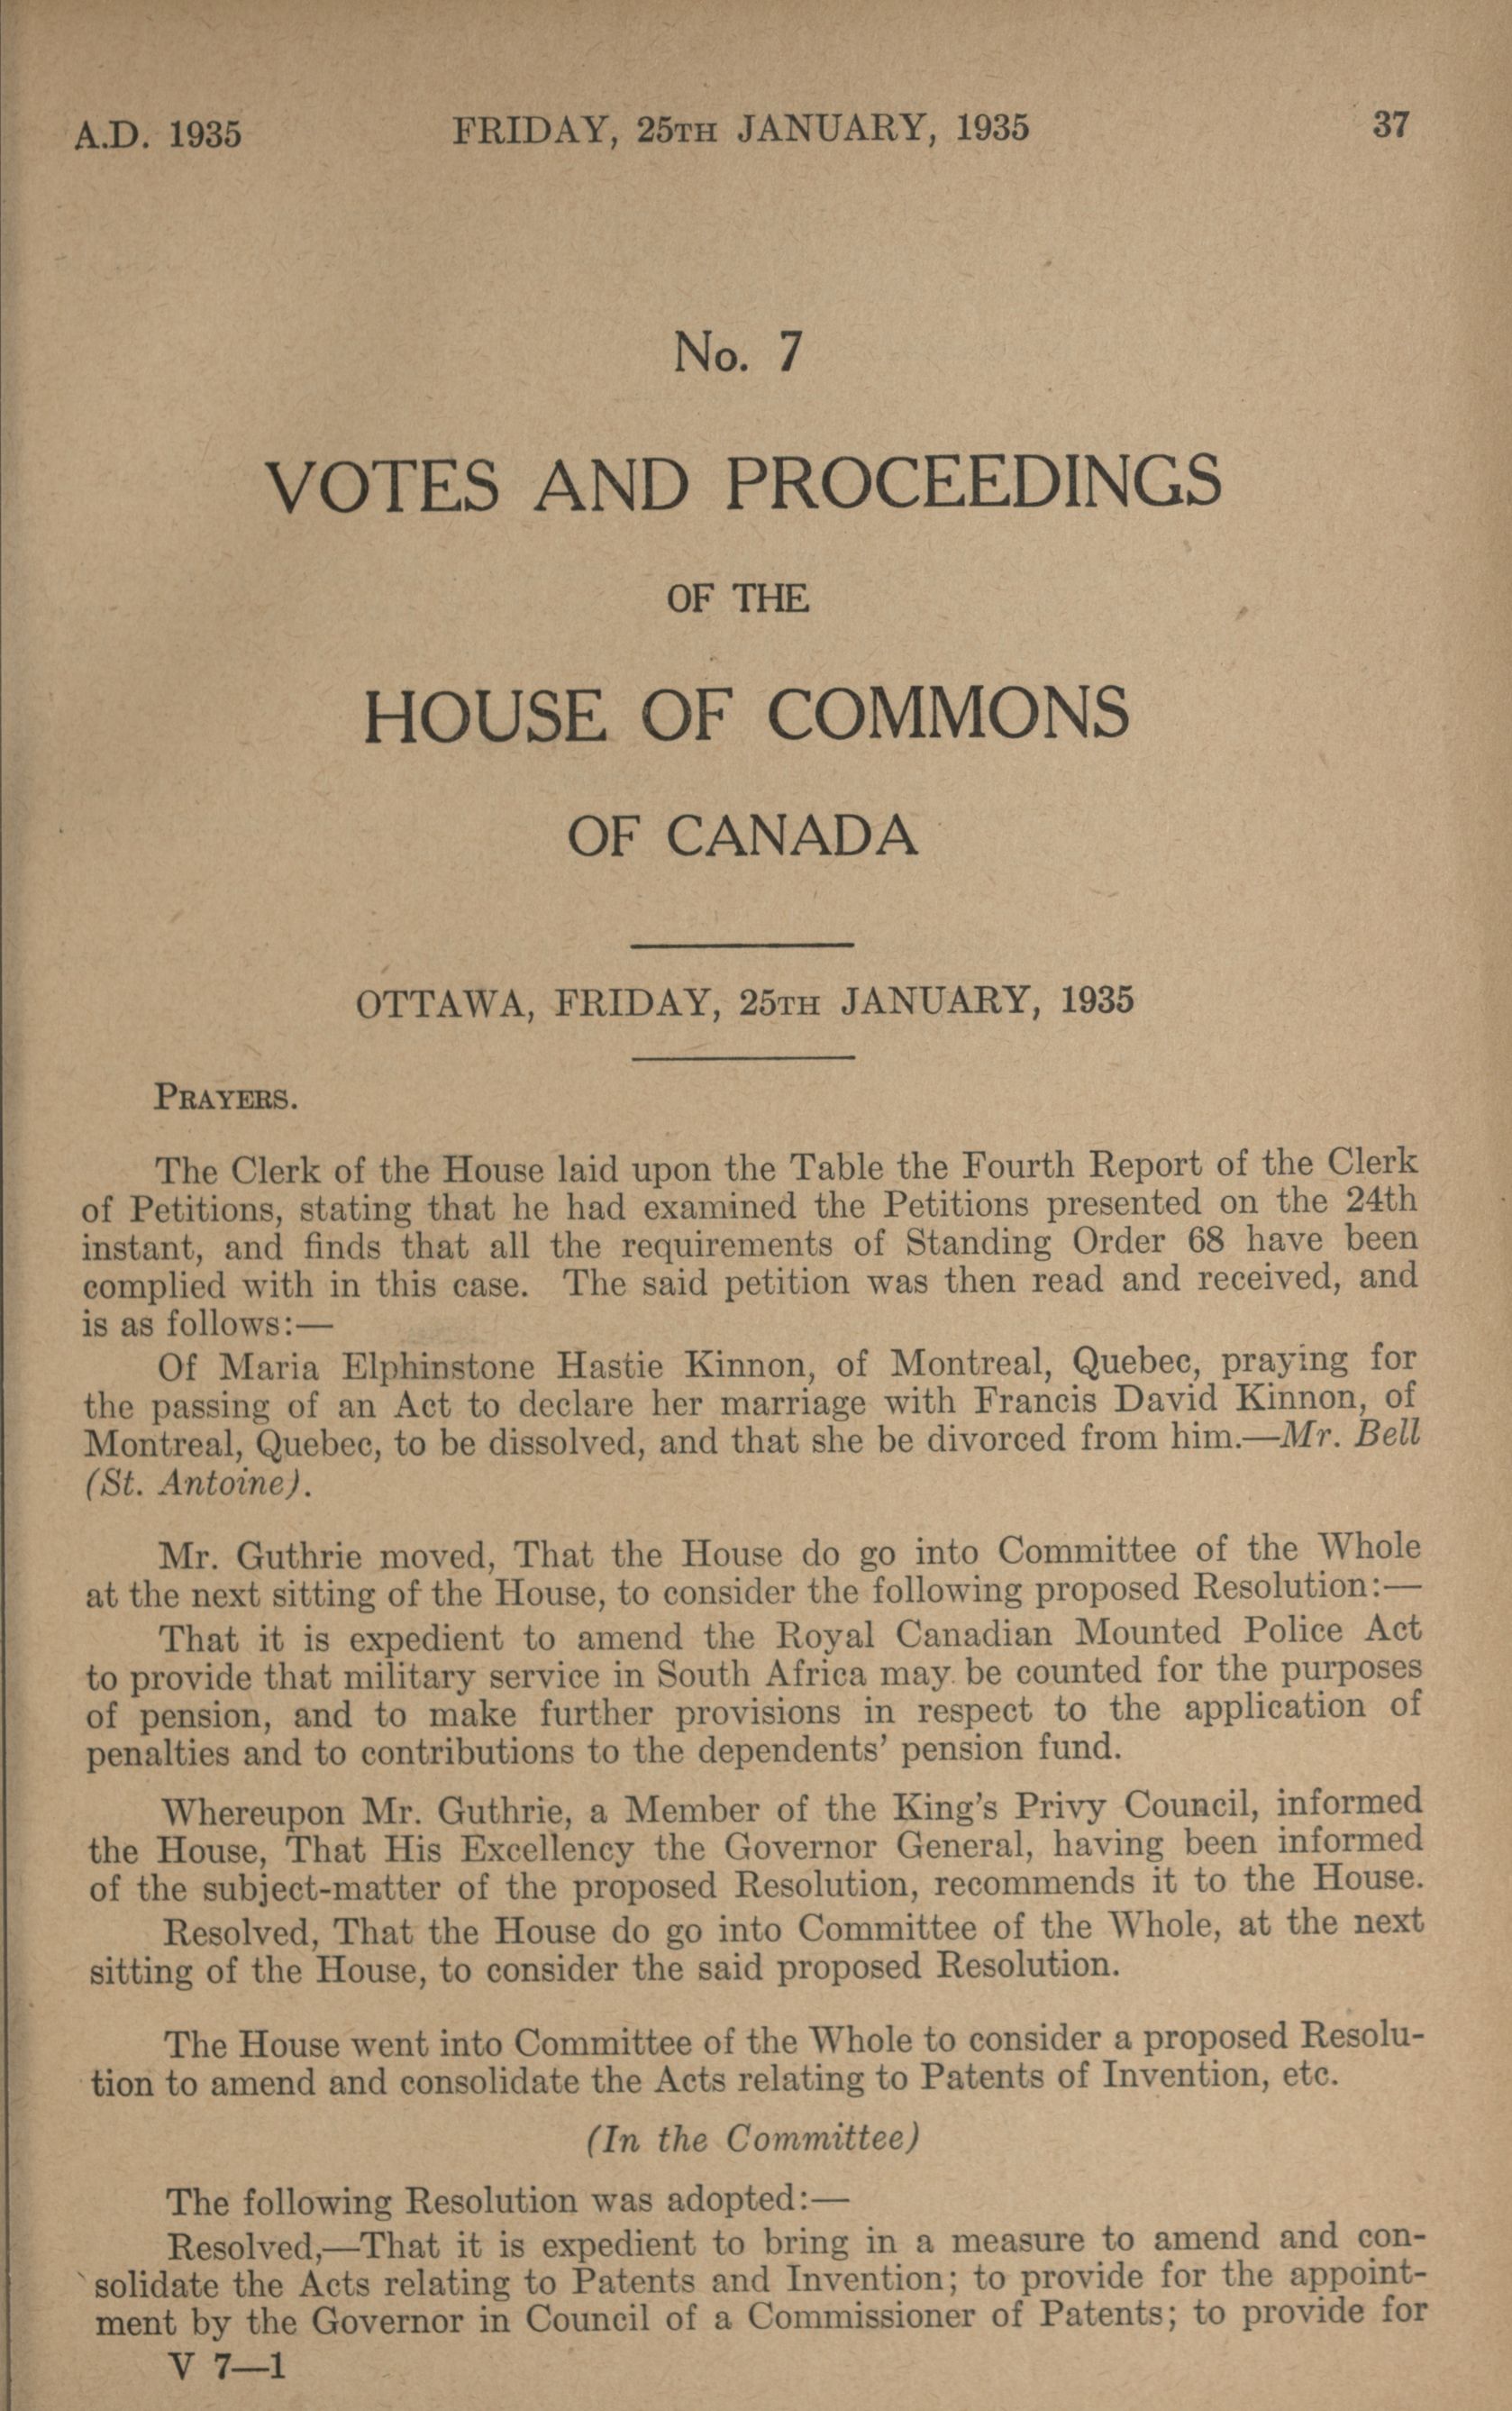 A.D. 1935 FRIDAY, 25TH JANUARY, 1935 37
No. 7
VOTES AND PROCEEDINGS
OF THE
HOUSE OF COMMONS
OF CANADA
OTTAWA, FRIDAY, 25TH JANUARY, 1935
PRAYERS.
The Clerk of the House laid upon the Table the Fourth Report of the Clerk
of Petitions, stating that he had examined the Petitions presented on the 24th
instant, and finds that all the requirements of Standing Order 68 have been
complied with in this case. The said petition was then read and received, and
is as follows:—
Of Maria Elphinstone Hastie Kinnon, of Montreal, Quebec, praying for
the passing of an Act to declare her marriage with Francis David Kinnon, of
Montreal, Quebec, to be dissolved, and that she be divorced from him.—Mr. Bell
(St. Antoine).
Mr. Guthrie moved, That the House do go into Committee of the Whole
at the next sitting of the House, to consider the following proposed Resolution:—
That it is expedient to amend the Royal Canadian Mounted Police Act
to provide that military service in South Africa may be counted for the purposes
of pension, and to make further provisions in respect to the application of
penalties and to contributions to the dependents' pension fund.
Whereupon Mr. Guthrie, a Member of the King's Privy Council, informed
the House, That His Excellency the Governor General, having been informed
of the subject-matter of the proposed Resolution, recommends it to the House.
Resolved, That the House do go into Committee of the Whole, at the next
sitting of the House, to consider the said proposed Resolution.
The House went into Committee of the Whole to consider a proposed Resolu-
tion to amend and consolidate the Acts relating to Patents of Invention, etc.
(In the Committee)
The following Resolution was adopted:—
Resolved,—That it is expedient to bring in a measure to amend and con-
solidate the Acts relating to Patents and Invention; to provide for the appoint-
ment by the Governor in Council of a Commissioner of Patents; to provide for
V 7—1